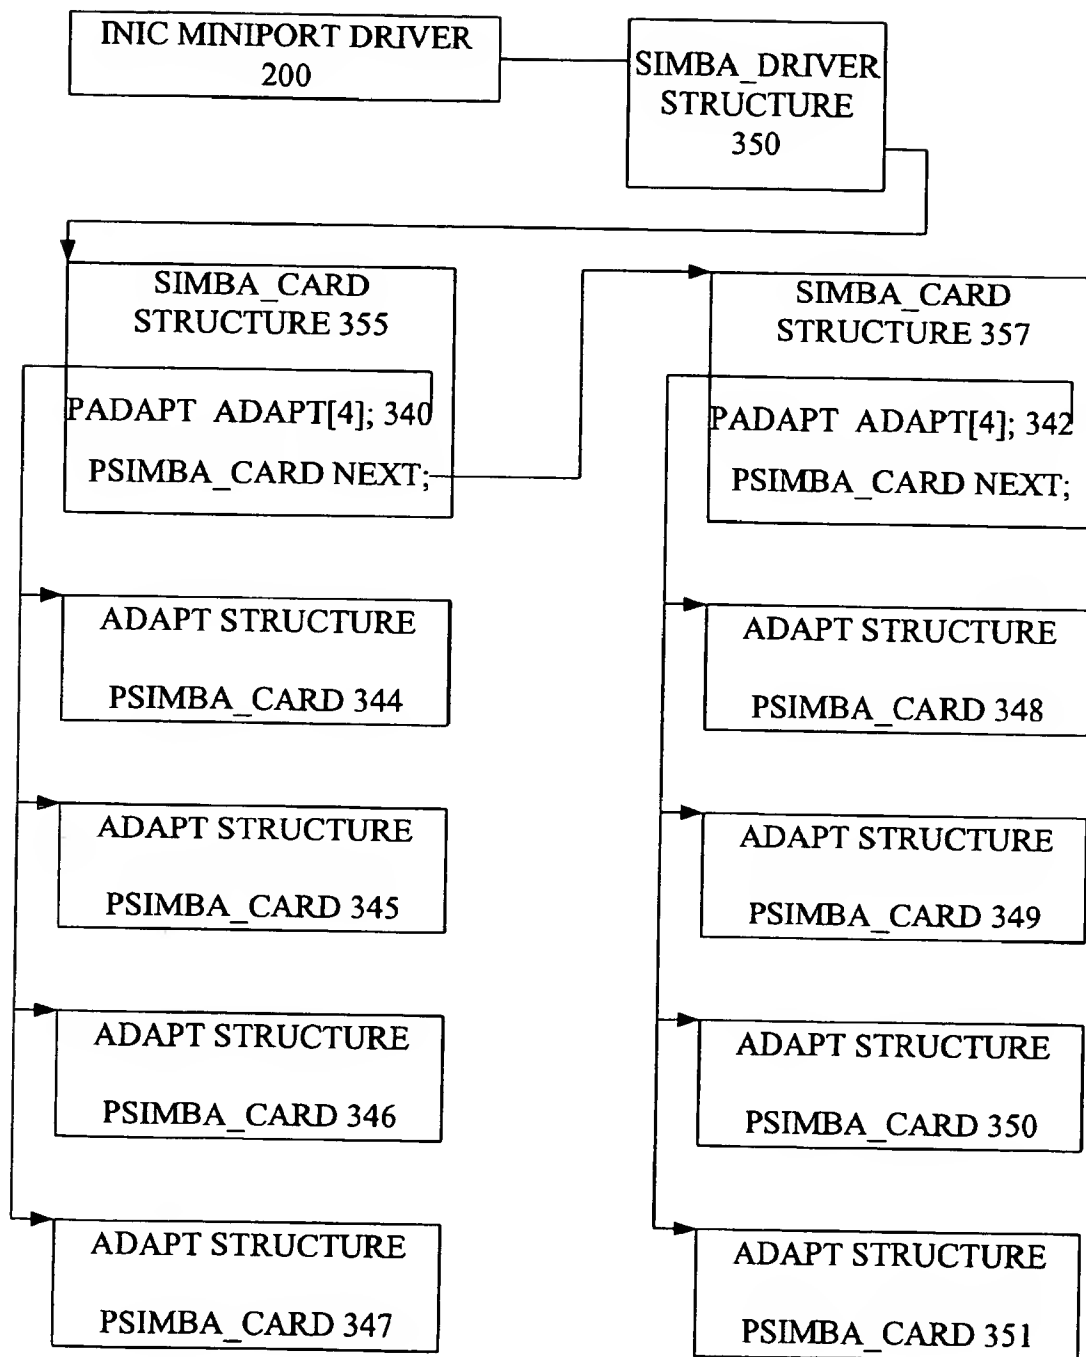 INIC MINIPORT DRIVER
200
SIMBA_DRIVER
STRUCTURE
350
SIMBA_CARD
STRUCTURE 355
PADAPT ADAPT[4]; 340
PSIMBA_CARD NEXT;
SIMBA_CARD
STRUCTURE 357
PADAPT ADAPT[4]; 342
PSIMBA_CARD NEXT;
ADAPT STRUCTURE
PSIMBA_CARD 344
ADAPT STRUCTURE
PSIMBA_CARD 348
ADAPT STRUCTURE
PSIMBA_CARD 345
ADAPT STRUCTURE
PSIMBA_CARD 349
ADAPT STRUCTURE
PSIMBA_CARD 346
ADAPT STRUCTURE
PSIMBA_CARD 350
ADAPT STRUCTURE
PSIMBA_CARD 347
ADAPT STRUCTURE
PSIMBA_CARD 351